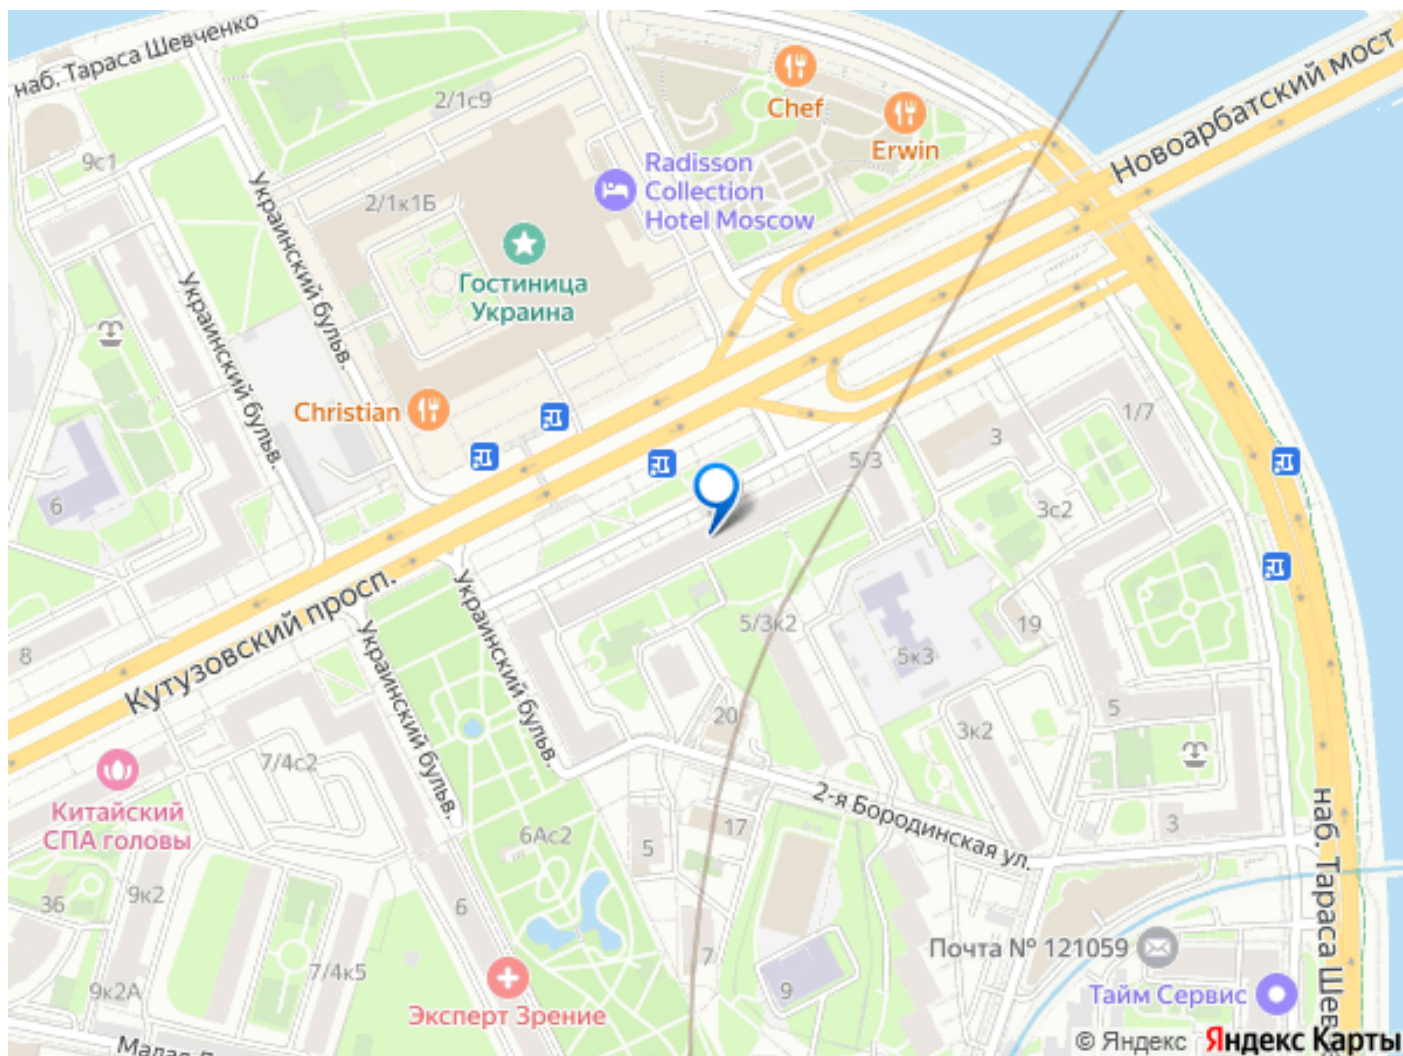 наб. Тараса Шевченко
2/1с9
9с1
Chef
Erwin
Новоарбатский мост
Radisson
Collection
Hotel Moscow
Украинский бульв.
2/1к1Б
Гостиница
Украина
Украинский бульв.
Christian
1/7
3
5/3
6
3с2
Кутузовский просп.
Украинский бульв.
Украинский бульв.
5/3к2
19
5к3
8
20
5
3к2
7/4с2
Китайский
СПА головы
2-я Бородинская ул.
наб. Тараса Шев
17
3
6Ас2
5
9к2
36
6
7
Почта № 121059
7/4к5
9к2А
9
Эксперт Зрение
Тайм Сервис
© Яндекс
Яндекс Карты